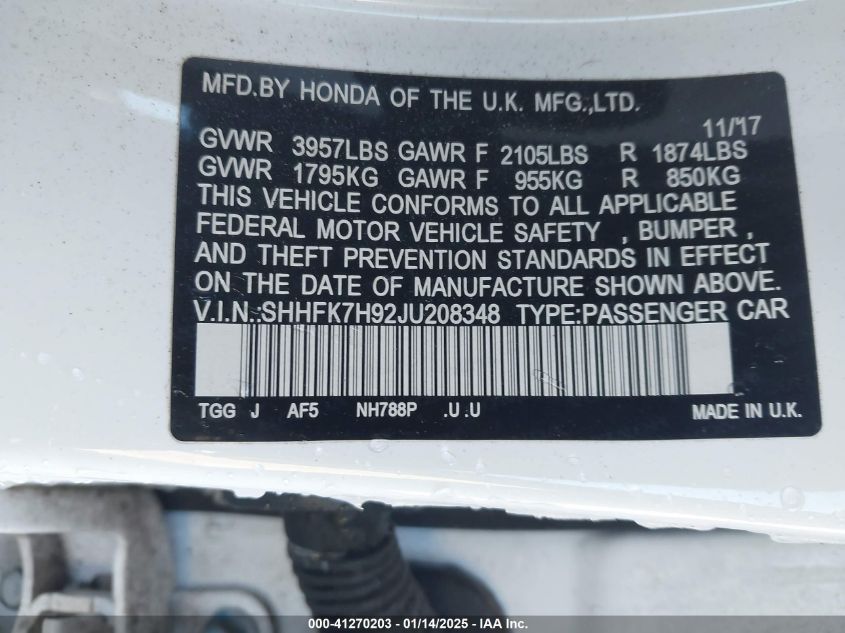 MFD.BY HONDA OF THE U.K. MFG.,LTD.
11/17
GVWR 3957LBS GAWR F 2105LBS R 1874LBS
GVWR 1795KG GAWR F 955KG R 850KG
THIS VEHICLE CONFORMS TO ALL APPLICABLE
FEDERAL MOTOR VEHICLE SAFETY , BUMPER ,
AND THEFT PREVENTION STANDARDS IN EFFECT
ON THE DATE OF MANUFACTURE SHOWN ABOVE.
V.I.N.:SHHFK7H92JU208348 TYPE:PASSENGER CAR
TGG J AF5 NH788P .U .U MADE IN U.K.
000-41270203 - 01/14/2025 - IAA Inc.